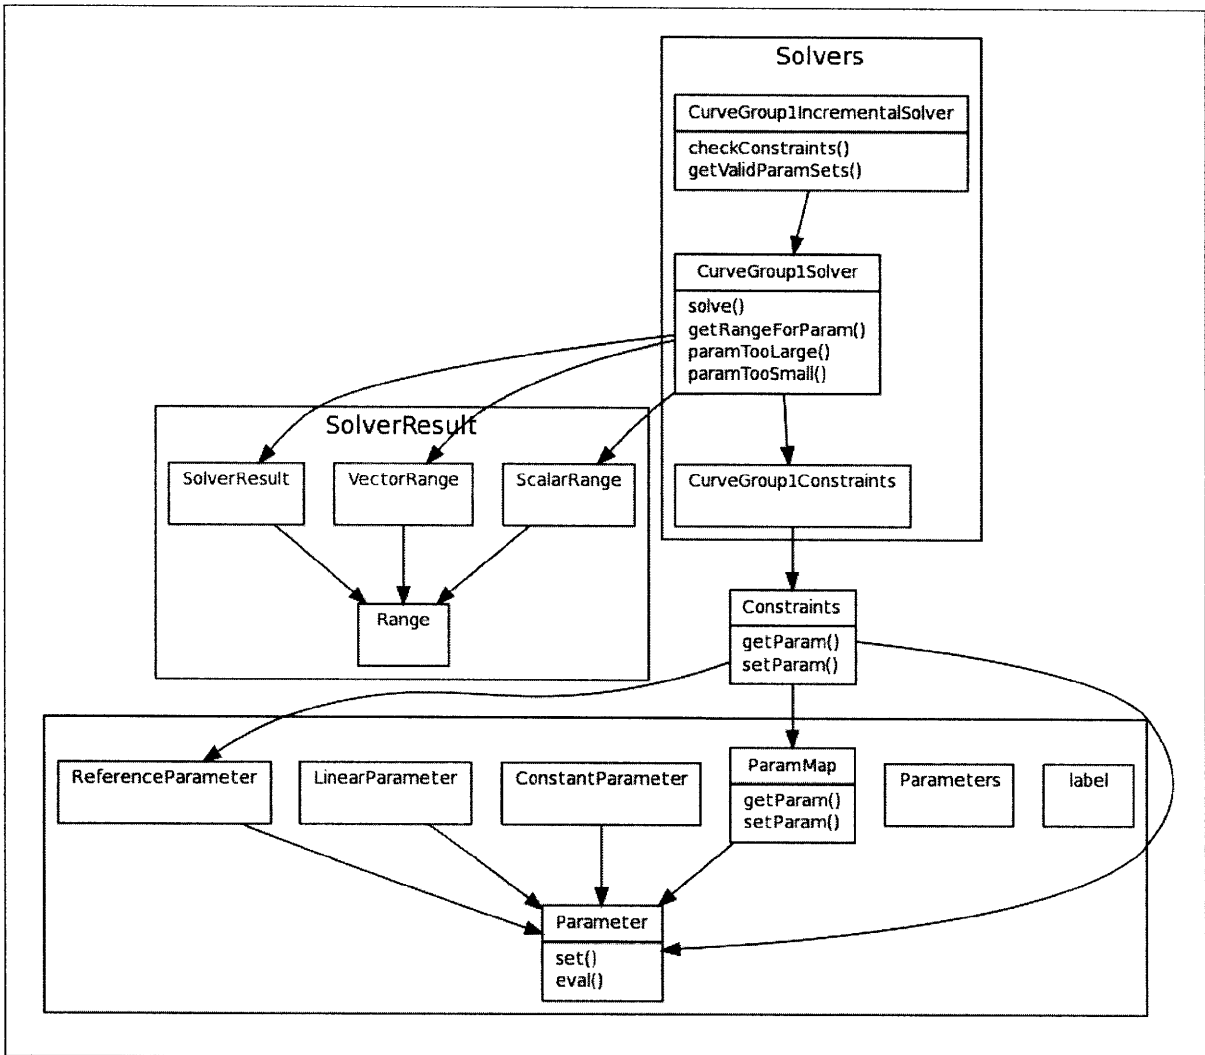 Solvers
CurveGroup1IncrementalSolver
checkConstraints()
getValidParamSets()
CurveGroup1Solver
solve()
getRangeForParam()
paramTooLarge()
paramTooSmall()
SolverResult
SolverResult
VectorRange
ScalarRange
CurveGroup1Constraints
Range
Constraints
getParam()
setParam()
ReferenceParameter
LinearParameter
ConstantParameter
ParamMap
getParam()
setParam()
Parameters
label
Parameter
set()
eval()